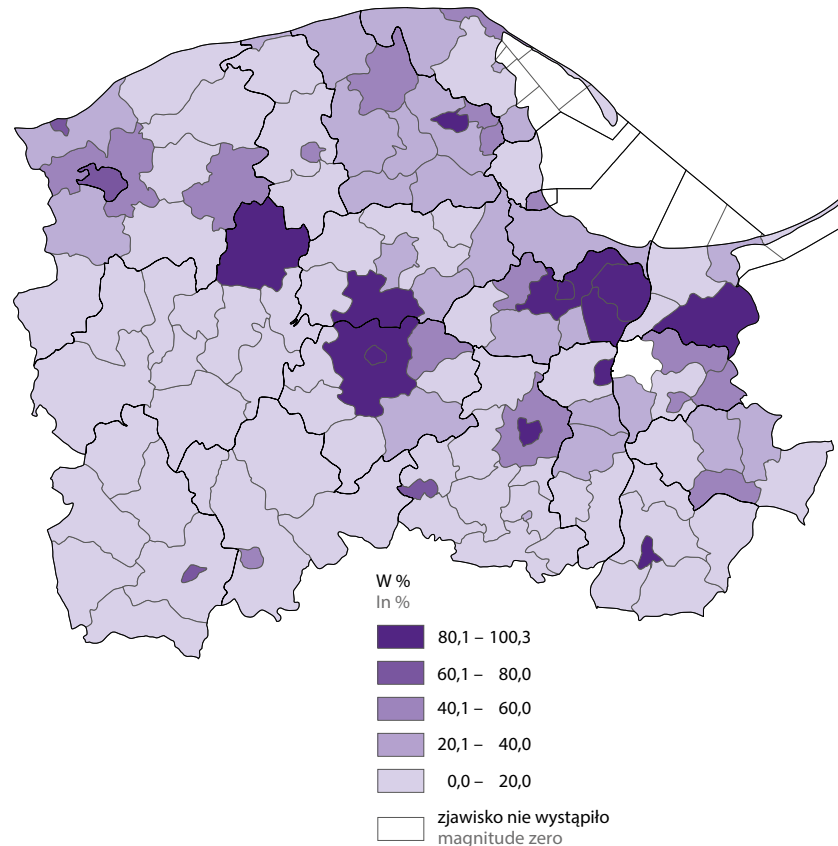 W %
In %
80,1 – 100,3
60,1 – 80,0
40,1 – 60,0
20,1 – 40,0
0,0 – 20,0
zjawisko nie wystąpiło
magnitude zero